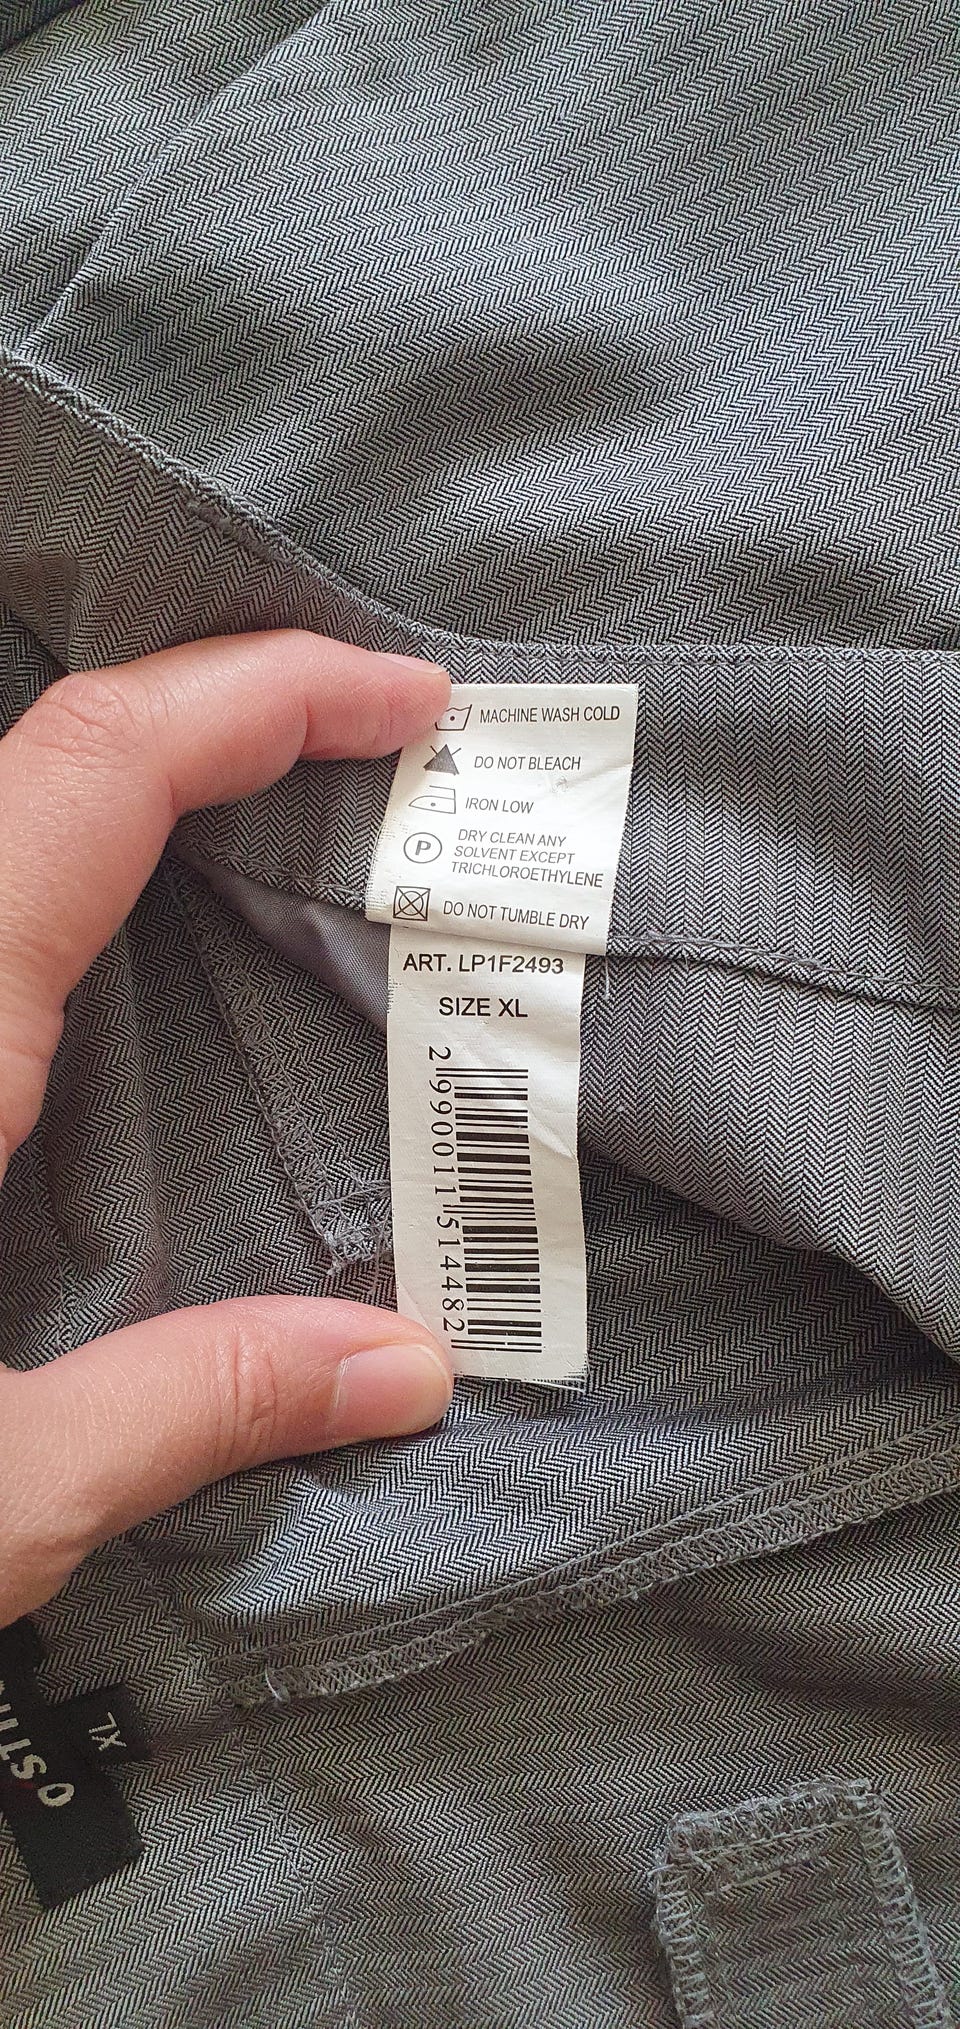 MACHINE WASH COLD
DO NOT BLEACH
IRON LOW
P
DRY CLEAN ANY
SOLVENT EXCEPT
TRICHLOROETHYLENE
DO NOT TUMBLE DRY
ART. LP1F2493
SIZE XL
2990011514482
XL